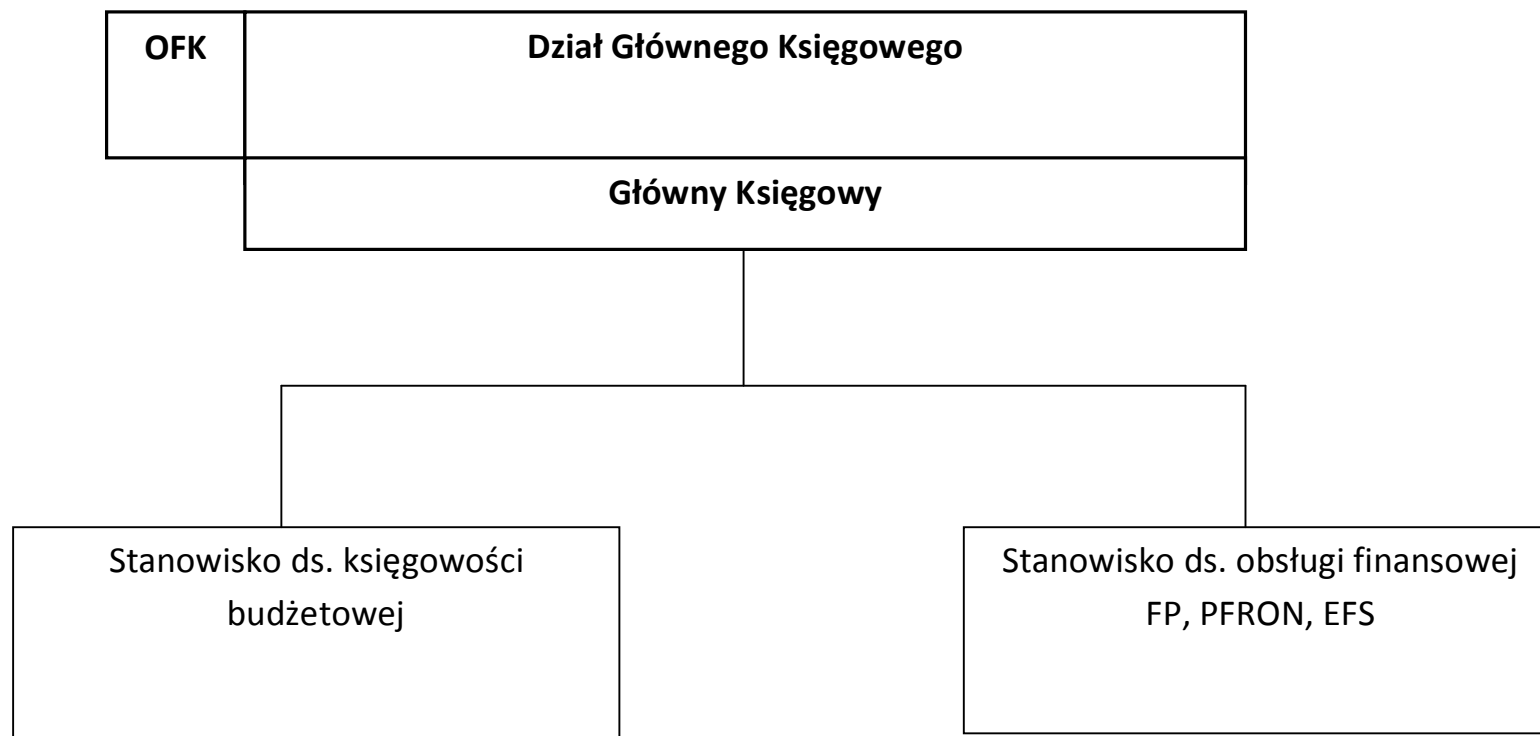 OFK
Dział Głównego Księgowego
Główny Księgowy
Stanowisko ds. księgowości
budżetowej
Stanowisko ds. obsługi finansowej
FP, PFRON, EFS